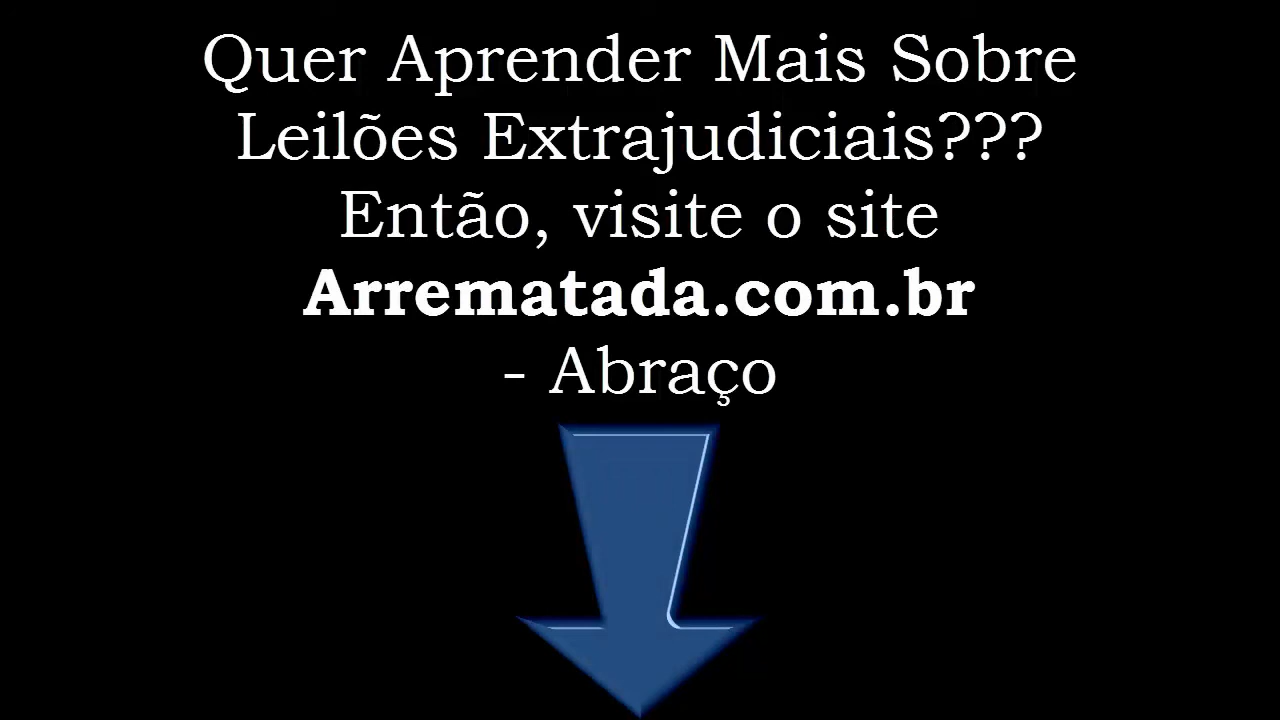 Quer Aprender Mais Sobre
Leilões Extrajudiciais???
Então, visite o site
Arrematada.com.br
- Abraço